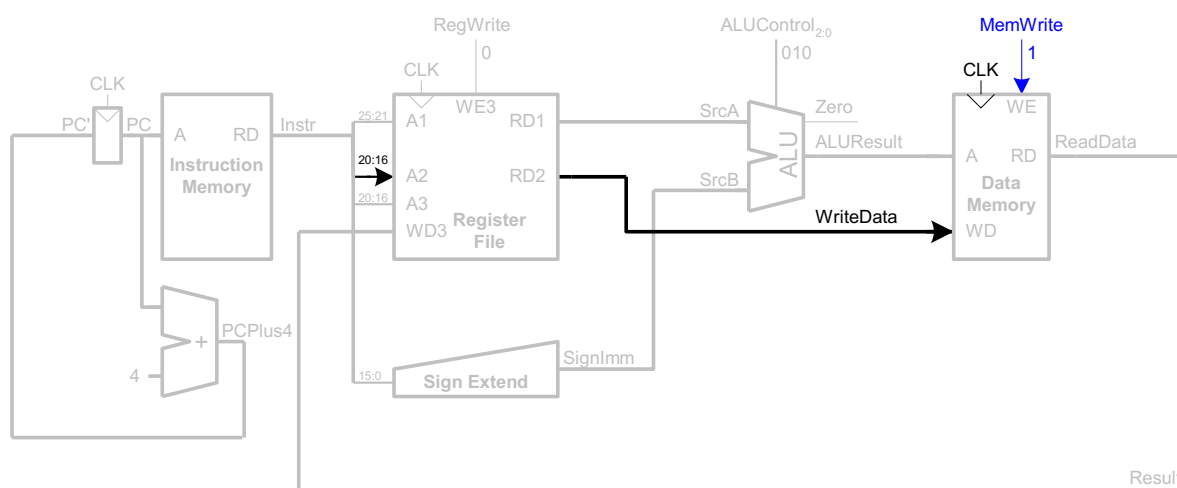 RegWrite
ALUControl2:0
MemWrite
0
010
1
CLK
CLK
CLK
PC'
PC
A
RD
Instr
Instruction
Memory
25:21
20:16
20:16
A1
A2
A3
WD3
WE3
RD1
RD2
Register
File
SrcA
SrcB
ALU
Zero
ALUResult
WriteData
WE
A
RD
Data
Memory
WD
ReadData
PCPlus4
+
4
15:0
Sign Extend
SignImm
Result